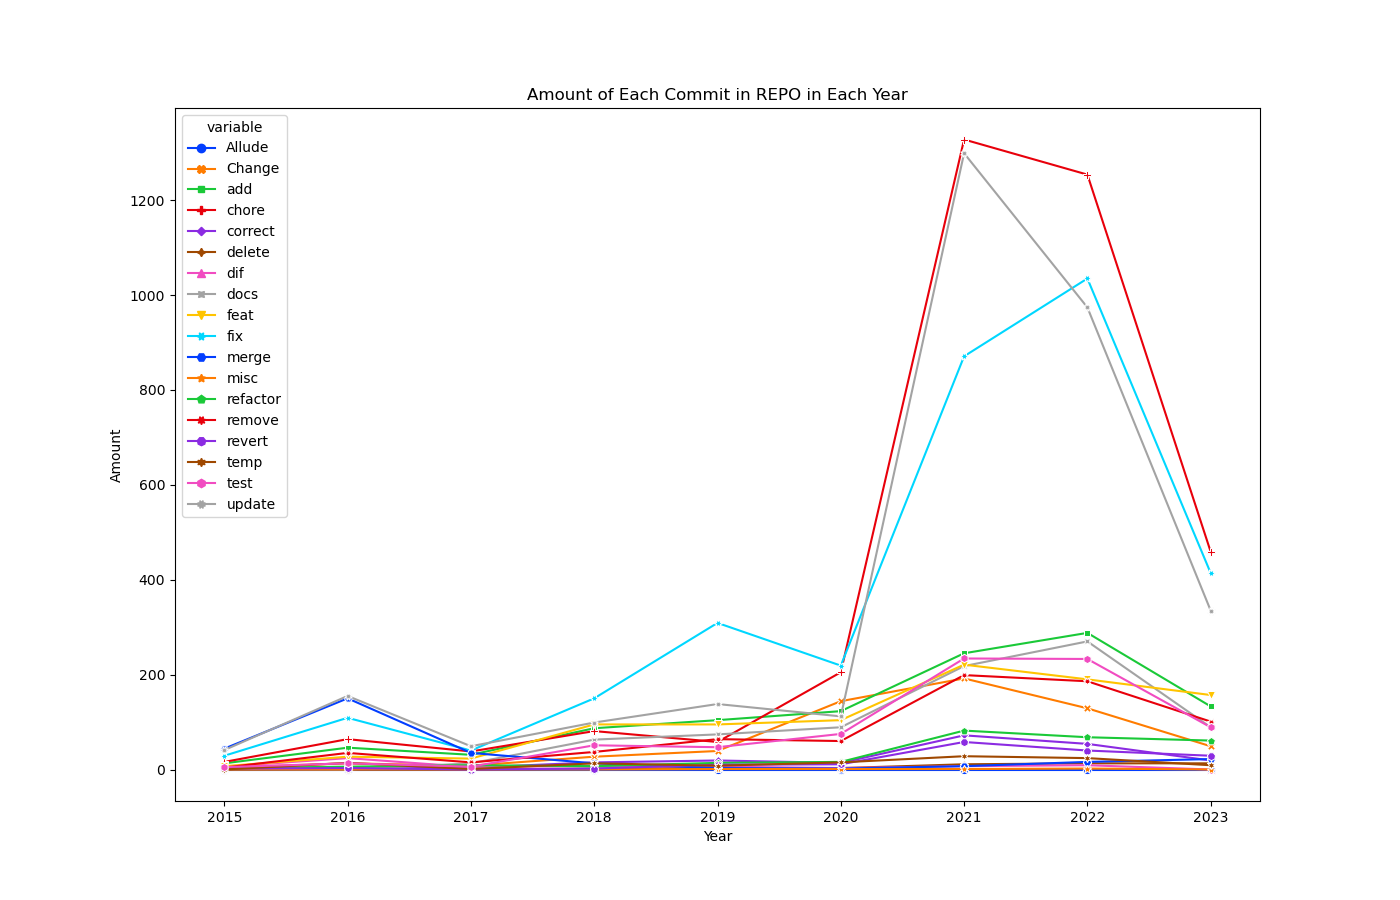 Amount of Each Commit in REPO in Each Year
variable
Allude
Change
add
chore
correct
delete
dif
docs
feat
fix
merge
misc
refactor
remove
revert
temp
test
update
Amount
1200
1000
800
600
400
200
0
2015 2016 2017 2018 2019 2020 2021 2022 2023
Year